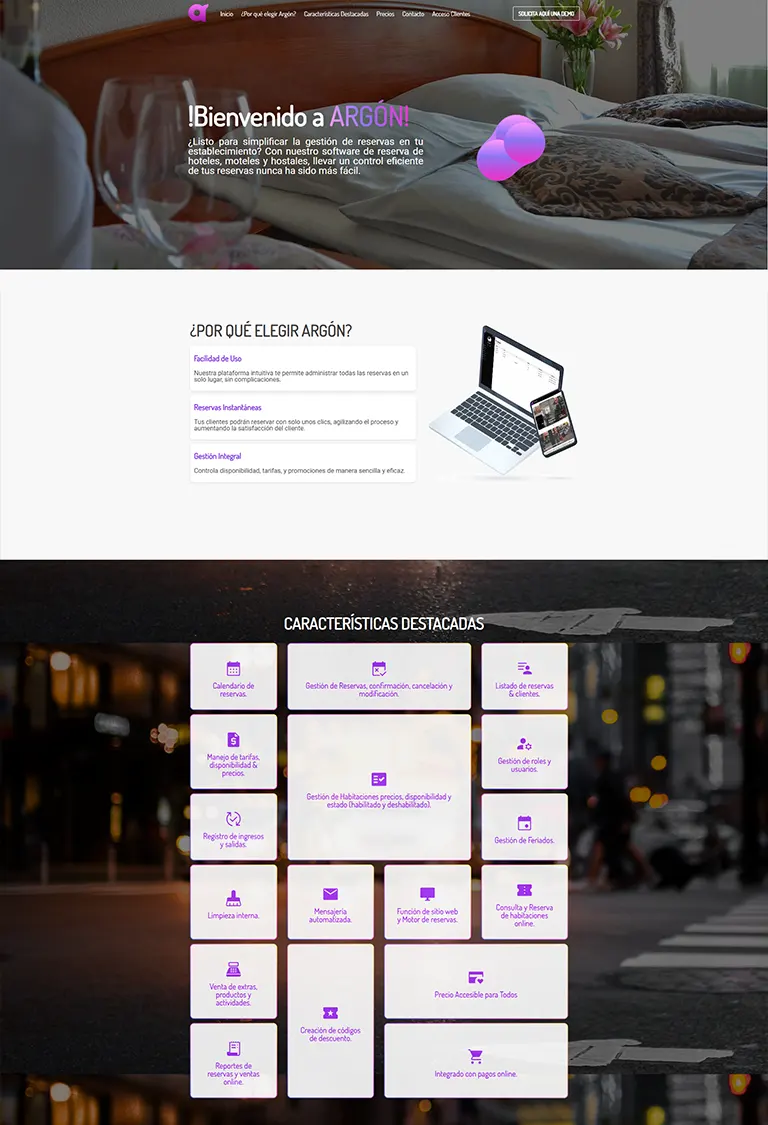 Inicio ¿Por qué elegir Argón? Características Destacadas Precios Contacto Acceso Clientes SOLICITA AQUÍ UNA DEMO
!Bienvenido a ARGÓN!
¿Listo para simplificar la gestión de reservas en tu
establecimiento? Con nuestro software de reserva de
hoteles, moteles y hostales, llevar un control eficiente
de tus reservas nunca ha sido más fácil.
¿POR QUÉ ELEGIR ARGÓN?
Facilidad de Uso
Nuestra plataforma intuitiva te permite administrar todas las reservas en un
solo lugar, sin complicaciones.
Reservas Instantáneas
Tus clientes podrán reservar con solo unos clics, agilizando el proceso y
aumentando la satisfacción del cliente.
Gestión Integral
Controla disponibilidad, tarifas, y promociones de manera sencilla y eficaz.
CARACTERÍSTICAS DESTACADAS
Calendario de
reservas.
Gestión de Reservas, confirmación, cancelación y
modificación.
Listado de reservas
& clientes.
Manejo de tarifas,
disponibilidad &
precios.
Gestión de Habitaciones precios, disponibilidad y
estado (habilitado y deshabilitado).
Gestión de roles y
usuarios.
Registro de ingresos
y salidas.
Gestión de Feriados.
Limpieza interna.
Mensajería
automatizada.
Función de sitio web
y Motor de reservas.
Consulta y Reserva
de habitaciones
online.
Venta de extras,
productos y
actividades.
Creación de códigos
de descuento.
Precio Accesible para Todos
Reportes de
reservas y ventas
online.
Integrado con pagos online.